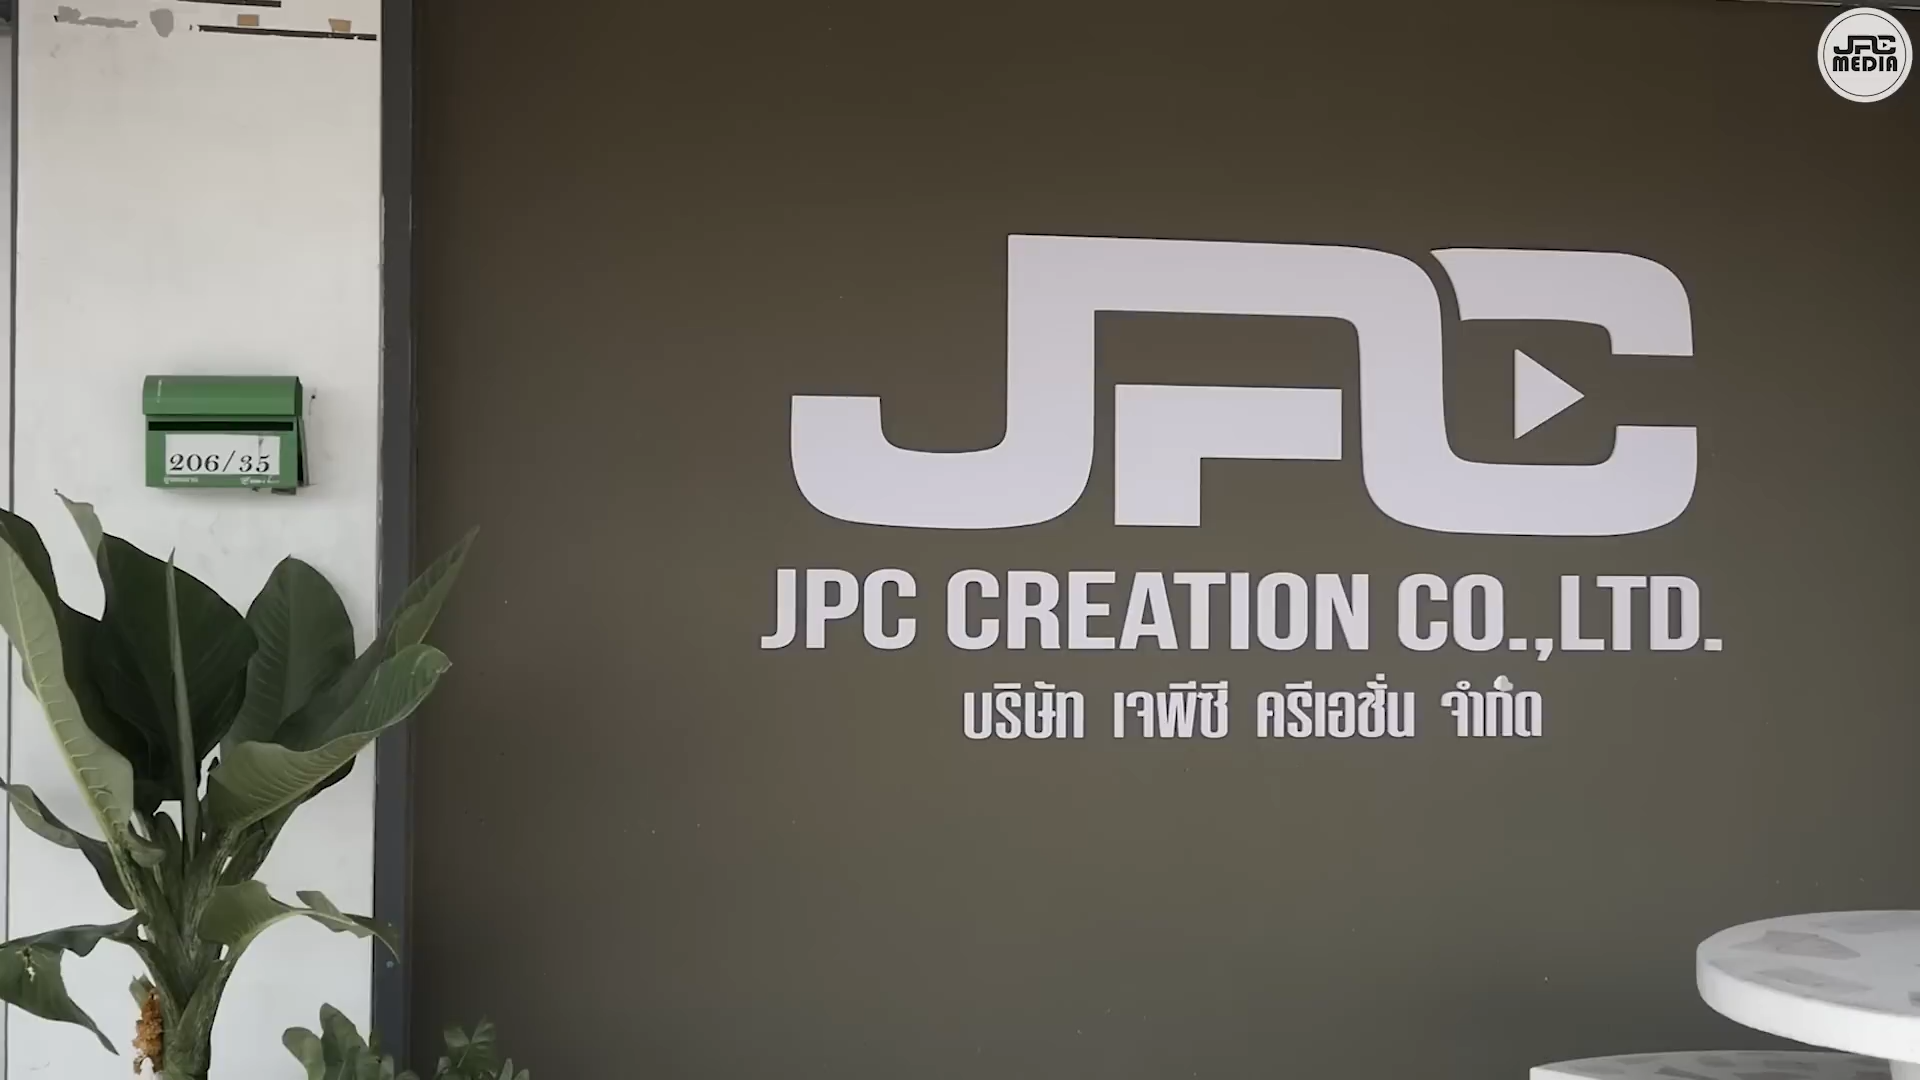 JPC
MEDIA
206/35
JPC
JPC CREATION CO.,LTD.
บริษัท เจพีซี ครีเอชั่น จำกัด